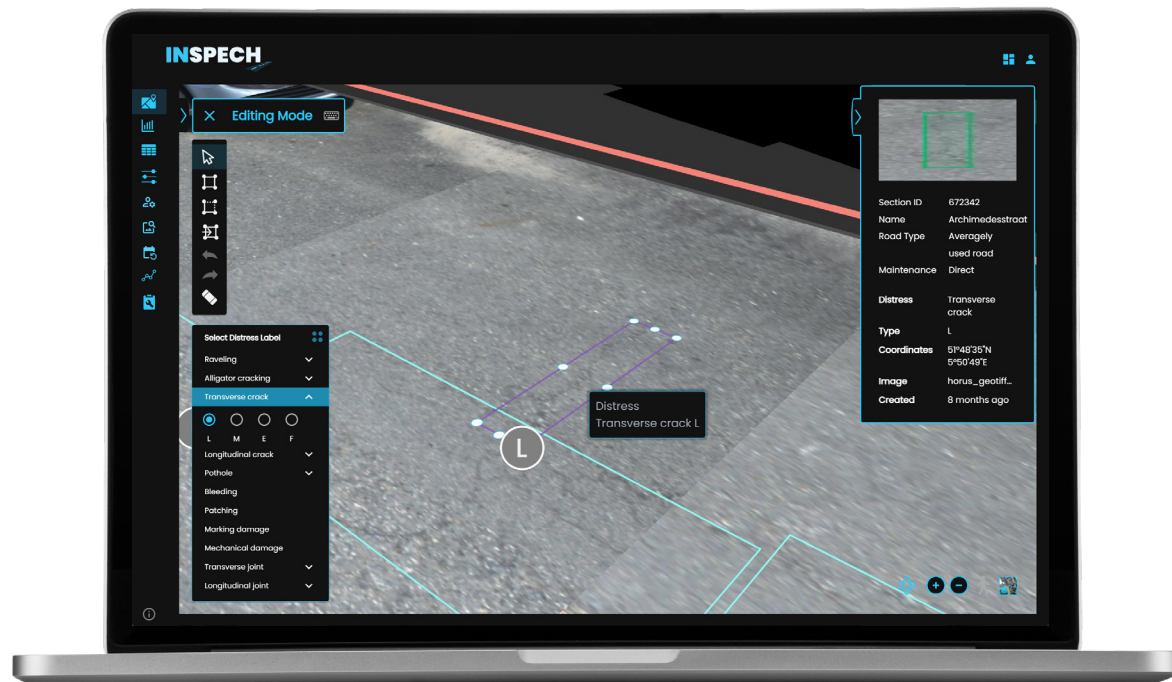 INSPECH
Editing Mode
Select Distress Label
Raveling
Alligator cracking
Transverse crack
L M E F
Longitudinal crack
Pothole
Bleeding
Patching
Marking damage
Mechanical damage
Transverse joint
Longitudinal joint
L
Distress
Transverse crack L
Section ID 672342
Name Archimedesstraat
Road Type Averagely
used road
Maintenance Direct
Distress Transverse
crack
Type L
Coordinates 51°48'35"N
5°50'49"E
Image horus_geotiff...
Created 8 months ago